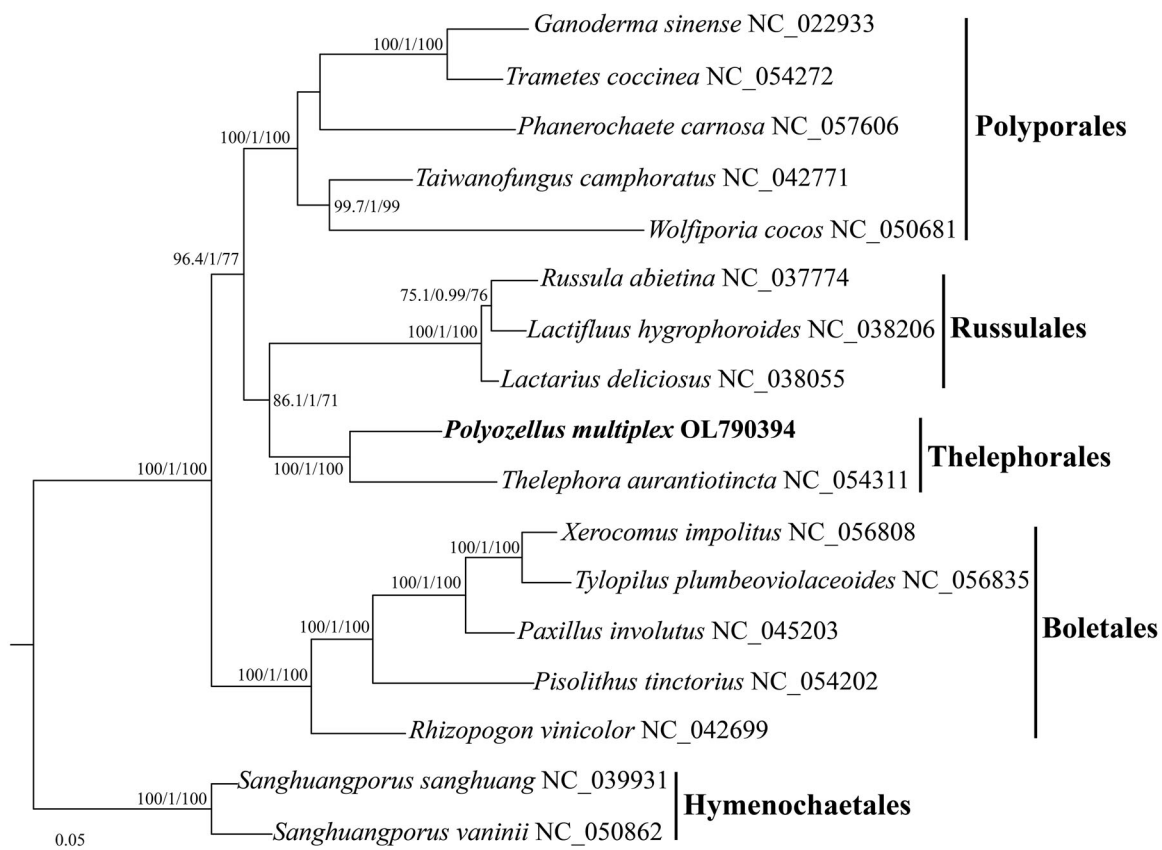 Ganoderma sinense NC_022933
100/1/100
Trametes coccinea NC_054272
Polyporales
Phanerochaete carnosa NC_057606
100/1/100
Taiwanofungus camphoratus NC_042771
99.7/1/99
Wolfiporia cocos NC_050681
96.4/1/77
Russula abietina NC_037774
75.1/0.99/76
Lactifluus hygrophoroides NC_038206
Russulales
100/1/100
Lactarius deliciosus NC_038055
86.1/1/71
Polyozellus multiplex OL790394
Thelephorales
100/1/100
100/1/100
Thelephora aurantiotincta NC_054311
Xerocomus impolitus NC_056808
100/1/100
Tylopilus plumbeoviolaceoides NC_056835
100/1/100
Boletales
Paxillus involutus NC_045203
100/1/100
Pisolithus tinctorius NC_054202
100/1/100
Rhizopogon vinicolor NC_042699
Sanghuangporus sanghuang NC_039931
100/1/100
Hymenochaetales
Sanghuangporus vaninii NC_050862
0.05